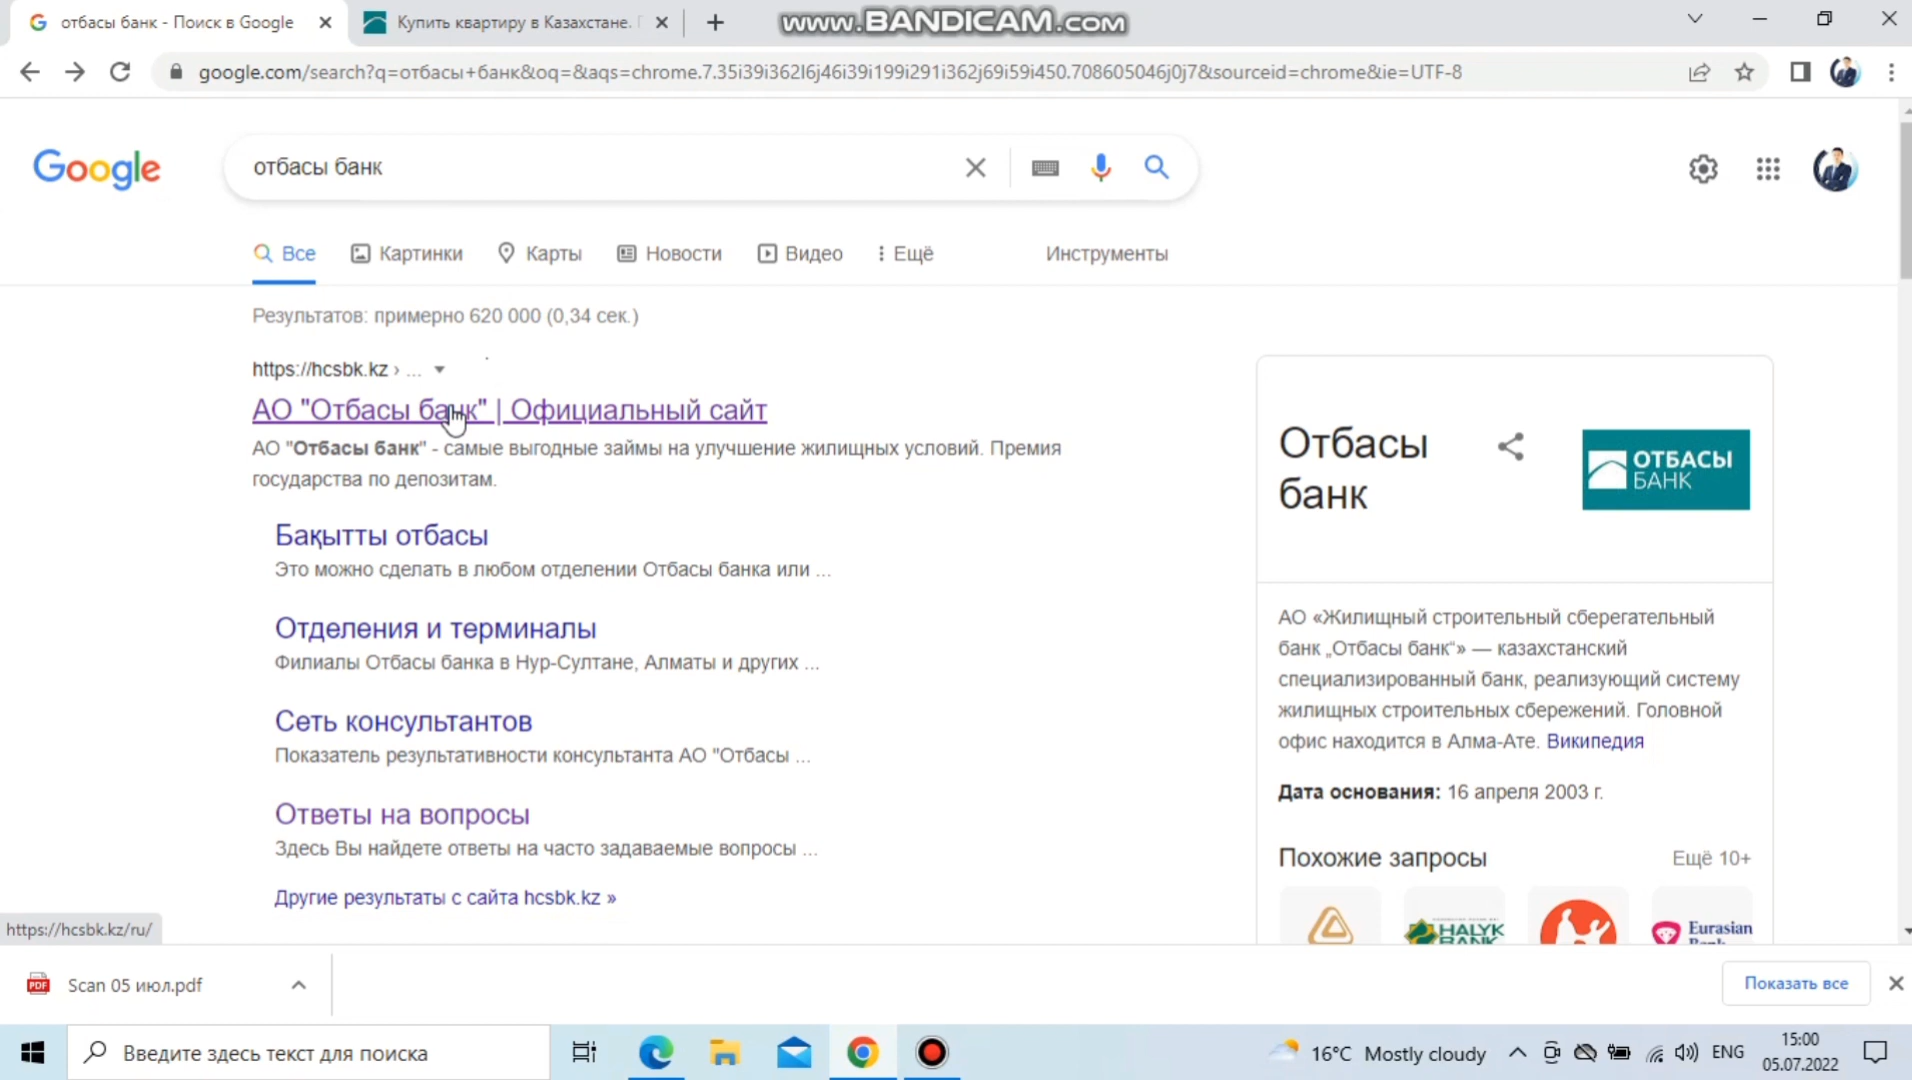 отбасы банк - Поиск в Google
Купить квартиру в Казахстане.
www.BANDICAM.com
google.com/search?q=отбасы+банк&oq=&aqs=chrome.7.35i39i362l6j46i39i199i291i362j69i59i450.708605046j0j7&sourceid=chrome&ie=UTF-8
Google
отбасы банк
Все
Картинки
Карты
Новости
Видео
Ещё
Инструменты
Результатов: примерно 620 000 (0,34 сек.)
https://hcsbk.kz › ...
АО "Отбасы банк" | Официальный сайт
АО "Отбасы банк" - самые выгодные займы на улучшение жилищных условий. Премия
государства по депозитам.
Бақытты отбасы
Это можно сделать в любом отделении Отбасы банка или ...
Отделения и терминалы
Филиалы Отбасы банка в Нур-Султане, Алматы и других ...
Сеть консультантов
Показатель результативности консультанта АО "Отбасы ...
Ответы на вопросы
Здесь Вы найдете ответы на часто задаваемые вопросы ...
Другие результаты с сайта hcsbk.kz »
Отбасы
банк
ОТБАСЫ
БАНК
АО «Жилищный строительный сберегательный
банк „Отбасы банк“» — казахстанский
специализированный банк, реализующий систему
жилищных строительных сбережений. Головной
офис находится в Алма-Ате. Википедия
Дата основания: 16 апреля 2003 г.
Похожие запросы
Ещё 10+
HALYK
BANK
Eurasian
Bank
https://hcsbk.kz/ru/
PDF
Scan 05 июл.pdf
Показать все
Введите здесь текст для поиска
16°C Mostly cloudy
ENG
15:00
05.07.2022